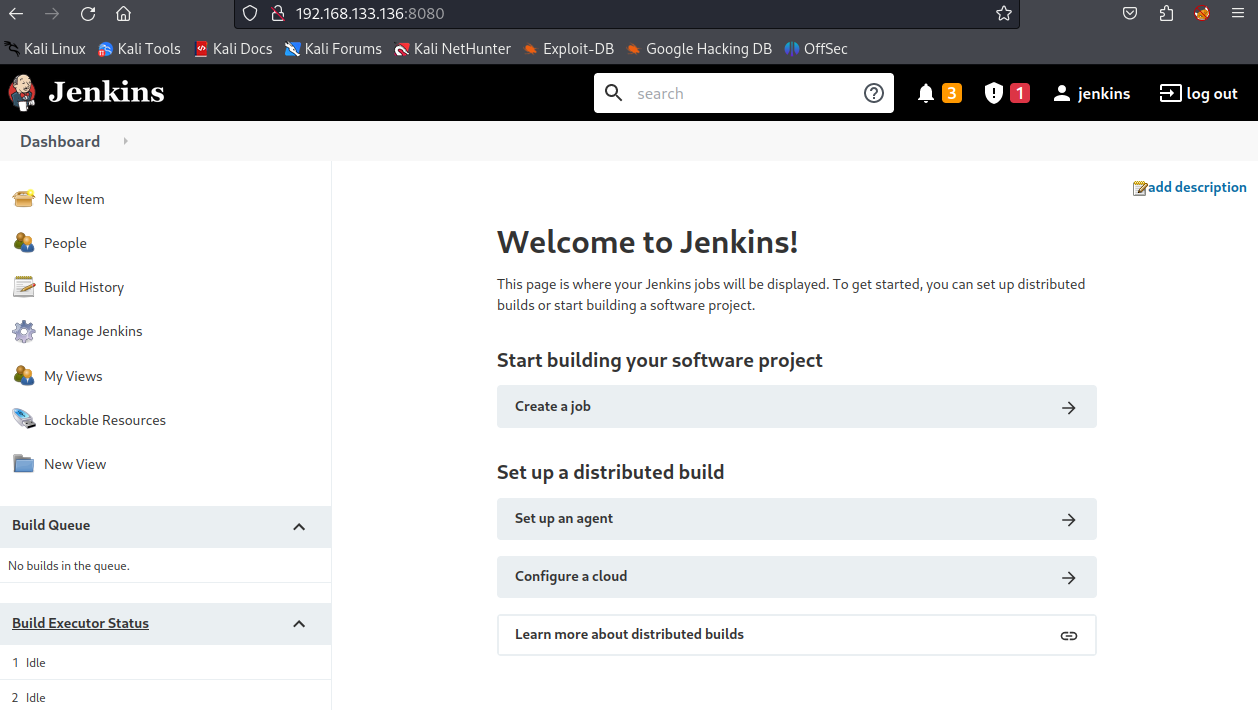 192.168.133.136:8080
Kali Linux Kali Tools Kali Docs Kali Forums Kali NetHunter Exploit-DB Google Hacking DB OffSec
Jenkins search 3 1 jenkins log out
Dashboard
add description
New Item
People
Build History
Manage Jenkins
My Views
Lockable Resources
New View
Build Queue
No builds in the queue.
Build Executor Status
1 Idle
2 Idle
Welcome to Jenkins!
This page is where your Jenkins jobs will be displayed. To get started, you can set up distributed
builds or start building a software project.
Start building your software project
Create a job
Set up a distributed build
Set up an agent
Configure a cloud
Learn more about distributed builds